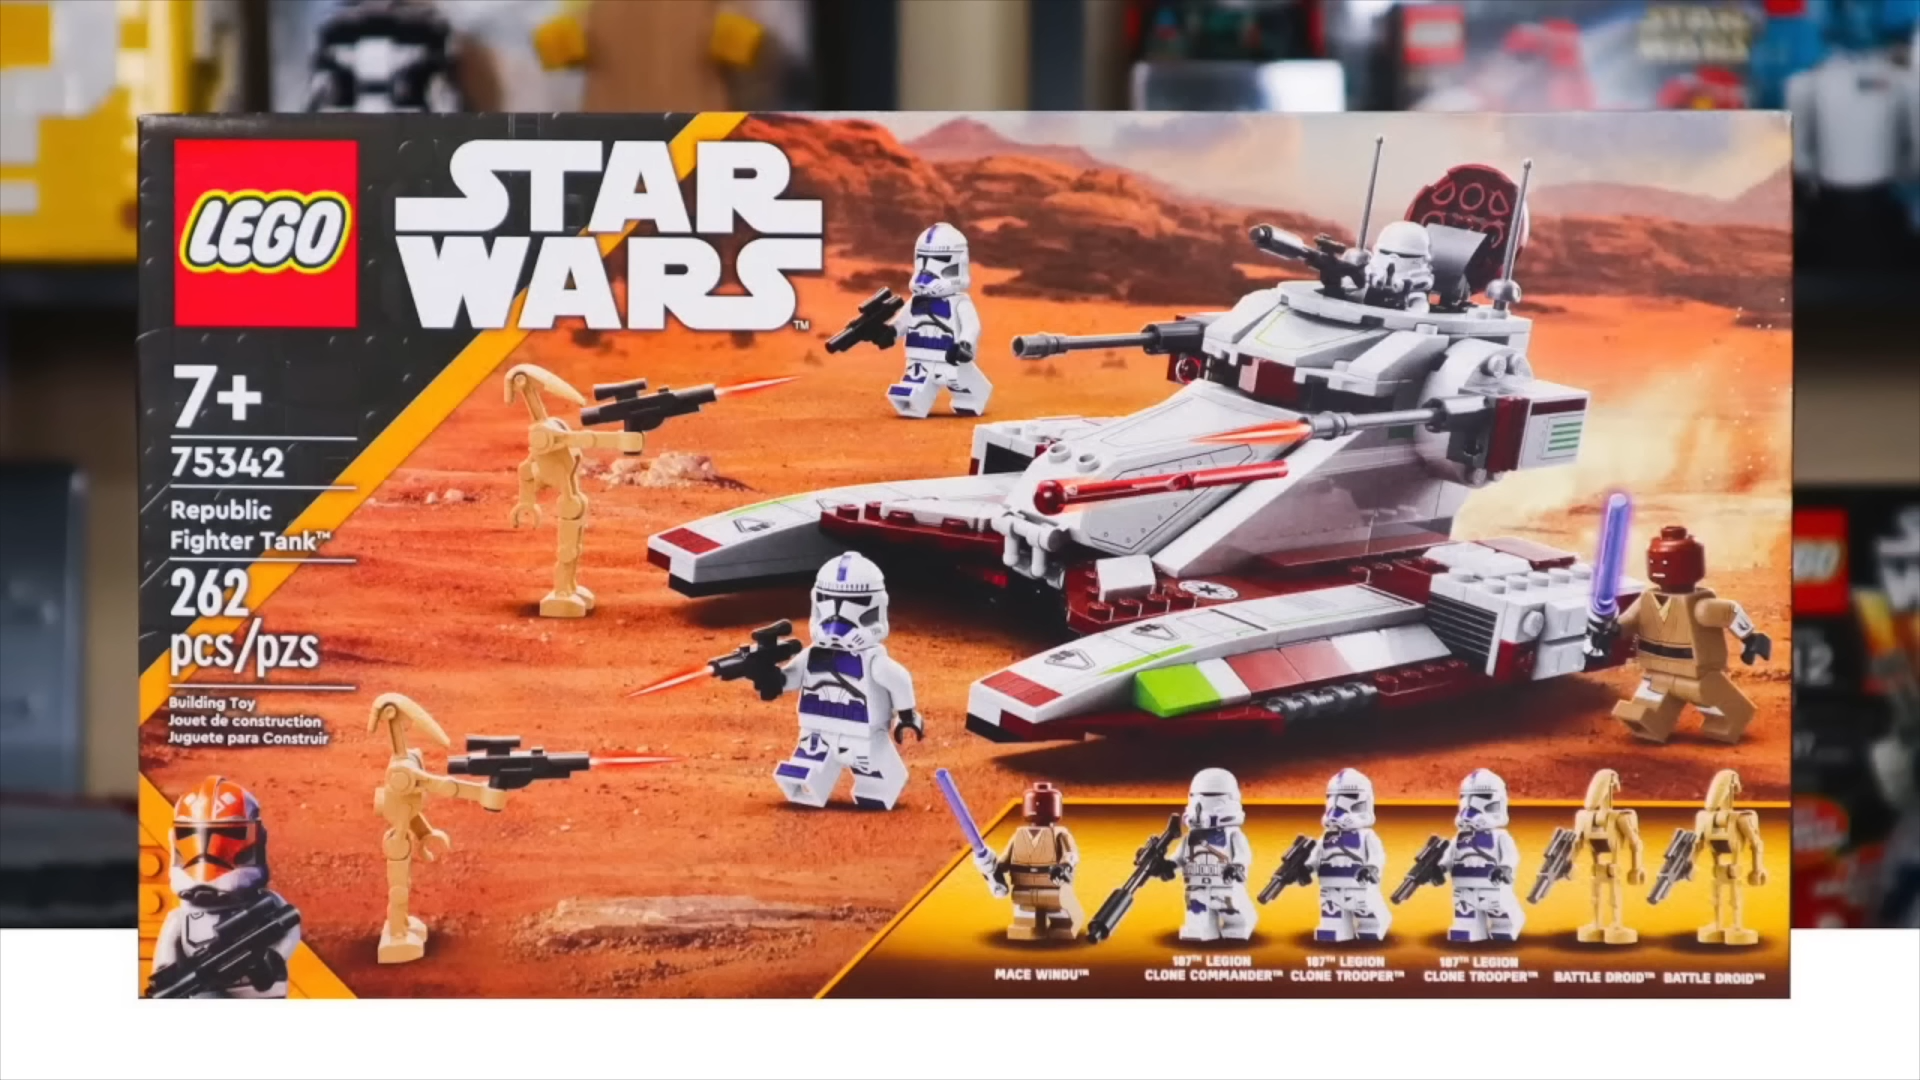 LEGO
STAR
WARS™
7+
75342
Republic
Fighter Tank™
262
pcs/pzs
Building Toy
Jouet de construction
Juguete para Construir
MACE WINDU™
187TH LEGION
CLONE COMMANDER™
187TH LEGION
CLONE TROOPER™
187TH LEGION
CLONE TROOPER™
BATTLE DROID™
BATTLE DROID™